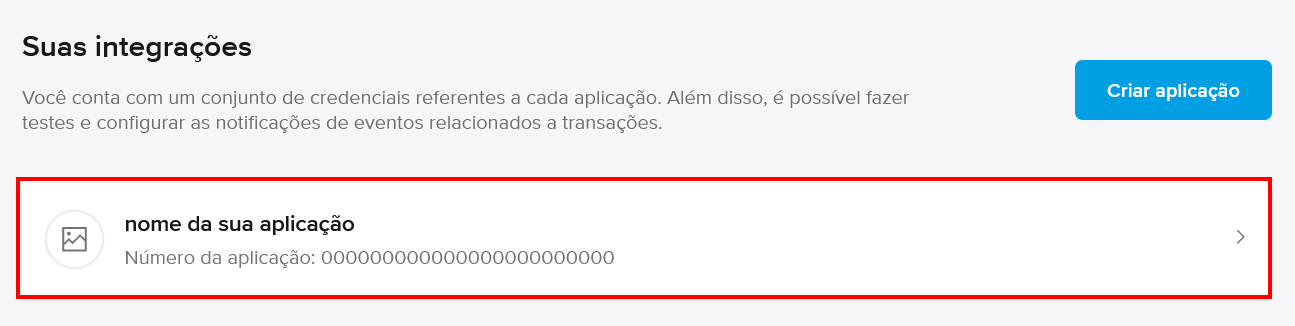 Suas integrações
Você conta com um conjunto de credenciais referentes a cada aplicação. Além disso, é possível fazer
testes e configurar as notificações de eventos relacionados a transações.
Criar aplicação
nome da sua aplicação
Número da aplicação: 000000000000000000000000